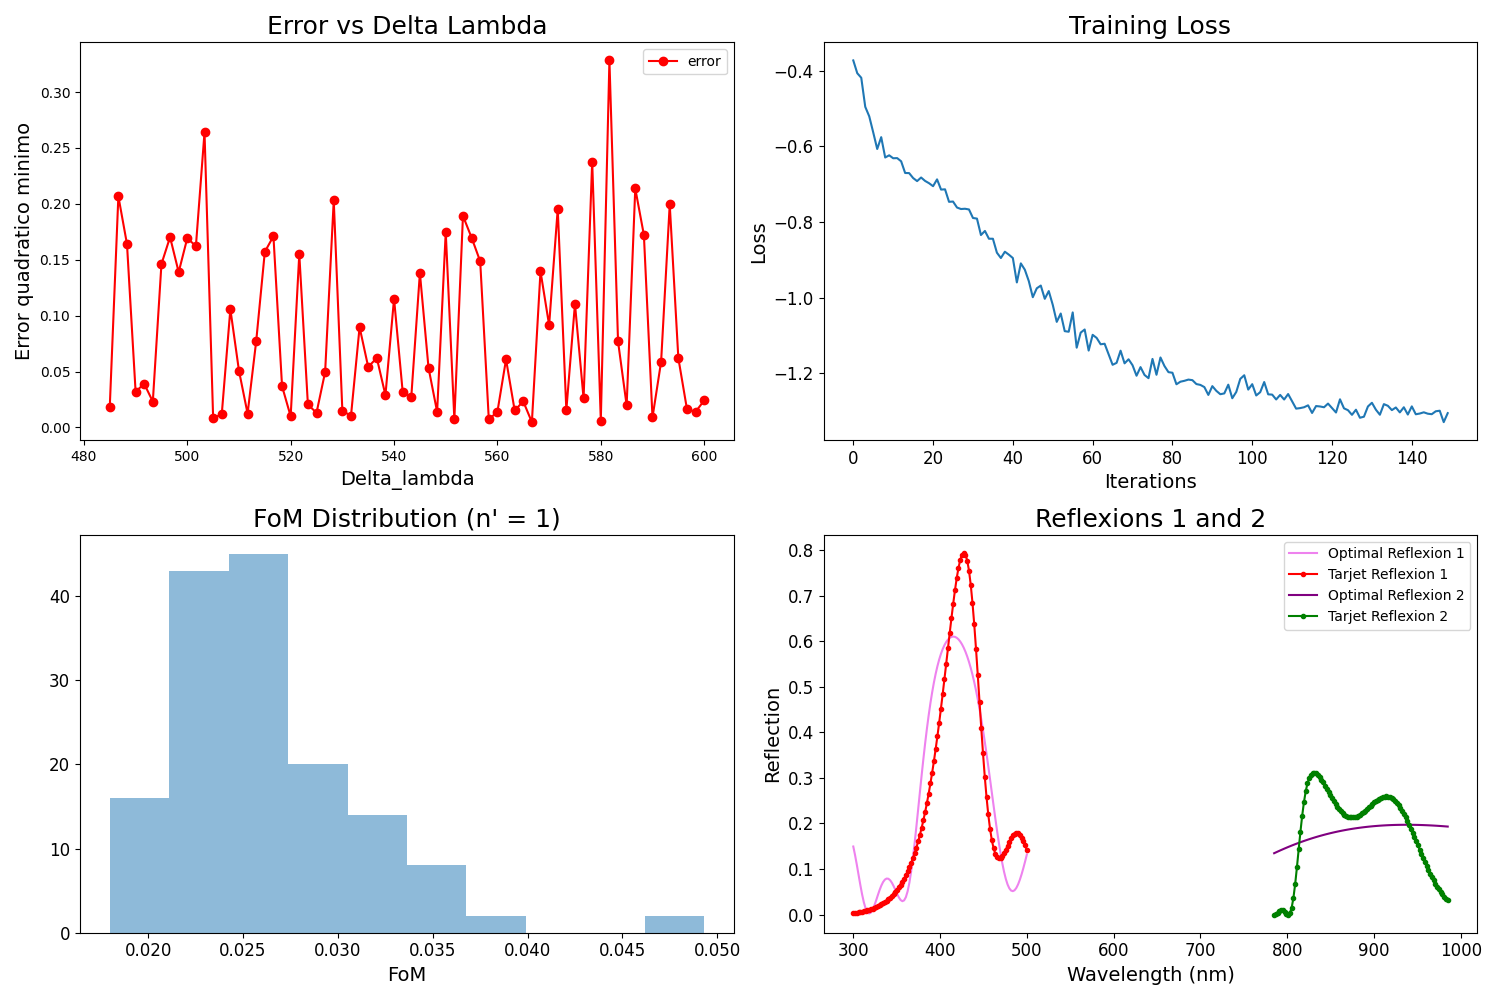 Error vs Delta Lambda
error
0.30
0.25
0.20
0.15
0.10
0.05
0.00
Error quadratico minimo
480 500 520 540 560 580 600
Delta_lambda
Training Loss
−0.4
−0.6
−0.8
−1.0
−1.2
Loss
0 20 40 60 80 100 120 140
Iterations
FoM Distribution (n' = 1)
40
30
20
10
0
0.020 0.025 0.030 0.035 0.040 0.045 0.050
FoM
Reflexions 1 and 2
Optimal Reflexion 1
Tarjet Reflexion 1
Optimal Reflexion 2
Tarjet Reflexion 2
0.8
0.7
0.6
0.5
0.4
0.3
0.2
0.1
0.0
Reflection
300 400 500 600 700 800 900 1000
Wavelength (nm)